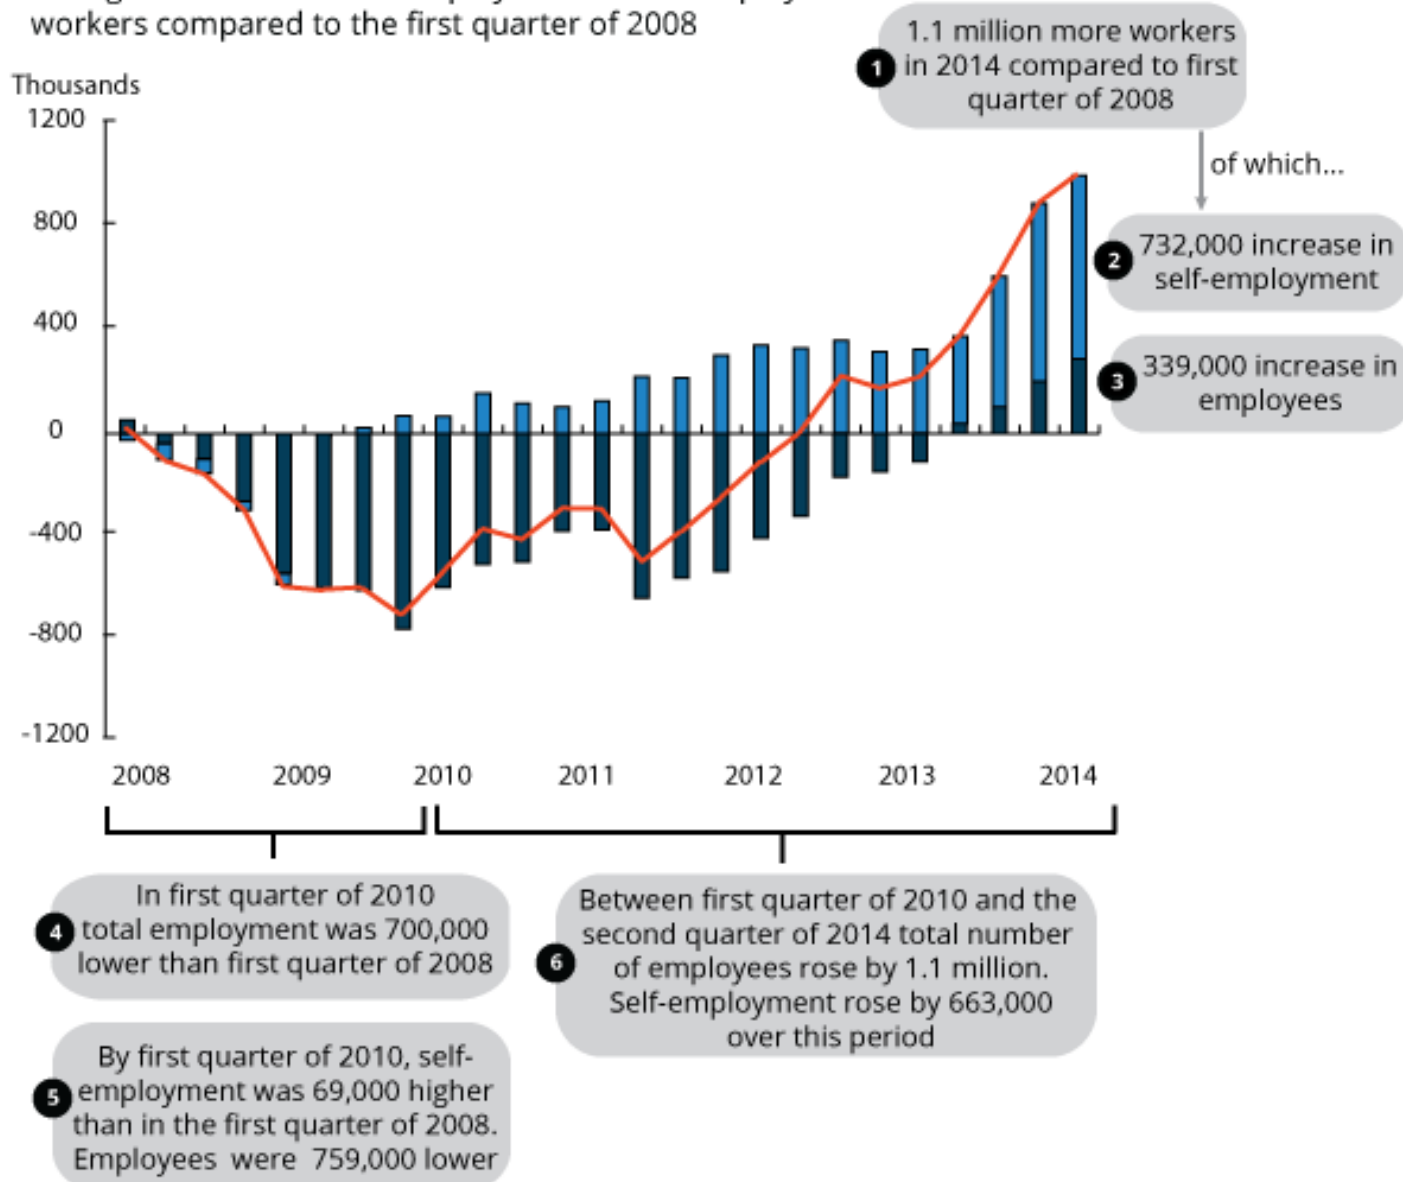 workers compared to the first quarter of 2008
1 1.1 million more workers
in 2014 compared to first
quarter of 2008
of which...
2 732,000 increase in
self-employment
3 339,000 increase in
employees
Thousands
1200
800
400
0
-400
-800
-1200
2008 2009 2010 2011 2012 2013 2014
4 In first quarter of 2010
total employment was 700,000
lower than first quarter of 2008
5 By first quarter of 2010, self-
employment was 69,000 higher
than in the first quarter of 2008.
Employees were 759,000 lower
6 Between first quarter of 2010 and the
second quarter of 2014 total number
of employees rose by 1.1 million.
Self-employment rose by 663,000
over this period